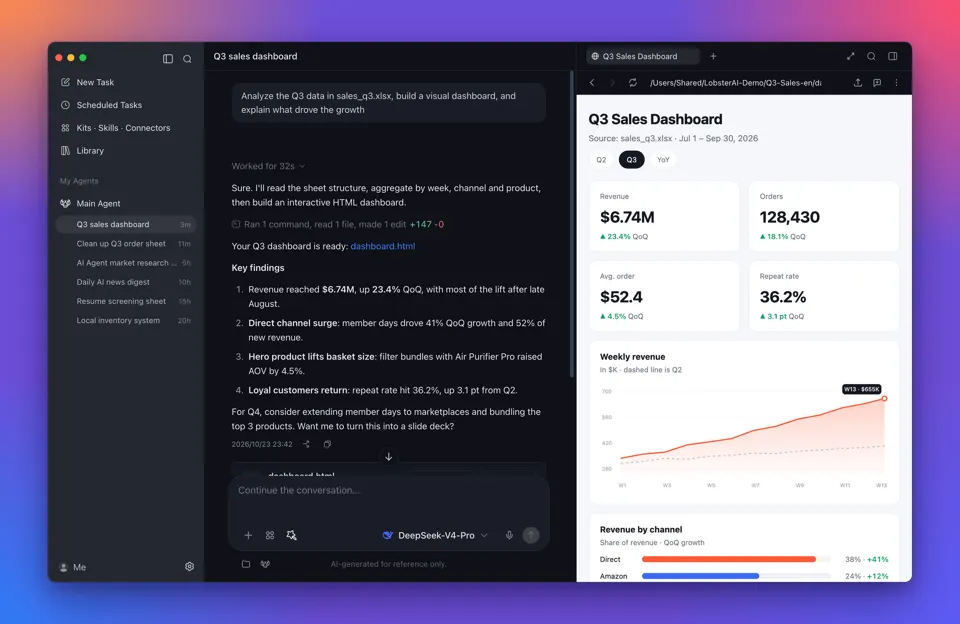 New Task
Scheduled Tasks
Kits · Skills · Connectors
Library
My Agents
Main Agent
Q3 sales dashboard 3m
Clean up Q3 order sheet 11m
AI Agent market research ... 5h
Daily AI news digest 10h
Resume screening sheet 15h
Local inventory system 20h
Me
Q3 sales dashboard
Analyze the Q3 data in sales_q3.xlsx, build a visual dashboard, and
explain what drove the growth
Worked for 32s
Sure. I'll read the sheet structure, aggregate by week, channel and product,
then build an interactive HTML dashboard.
Ran 1 command, read 1 file, made 1 edit +147 -0
Your Q3 dashboard is ready: dashboard.html
Key findings
1. Revenue reached $6.74M, up 23.4% QoQ, with most of the lift after late
August.
2. Direct channel surge: member days drove 41% QoQ growth and 52% of
new revenue.
3. Hero product lifts basket size: filter bundles with Air Purifier Pro raised
AOV by 4.5%.
4. Loyal customers return: repeat rate hit 36.2%, up 3.1 pt from Q2.
For Q4, consider extending member days to marketplaces and bundling the
top 3 products. Want me to turn this into a slide deck?
2026/10/23 23:42
dashboard.html
Continue the conversation...
DeepSeek-V4-Pro
AI-generated for reference only.
Q3 Sales Dashboard
/Users/Shared/LobsterAI-Demo/Q3-Sales-en/da
Q3 Sales Dashboard
Source: sales_q3.xlsx · Jul 1 – Sep 30, 2026
Q2 Q3 YoY
Revenue
$6.74M
▲ 23.4% QoQ
Orders
128,430
▲ 18.1% QoQ
Avg. order
$52.4
▲ 4.5% QoQ
Repeat rate
36.2%
▲ 3.1 pt QoQ
Weekly revenue
In $K · dashed line is Q2
W13 · $655K
700
560
420
280
W1 W3 W5 W7 W9 W11 W13
Revenue by channel
Share of revenue · QoQ growth
Direct 38% · +41%
Amazon 24% · +12%